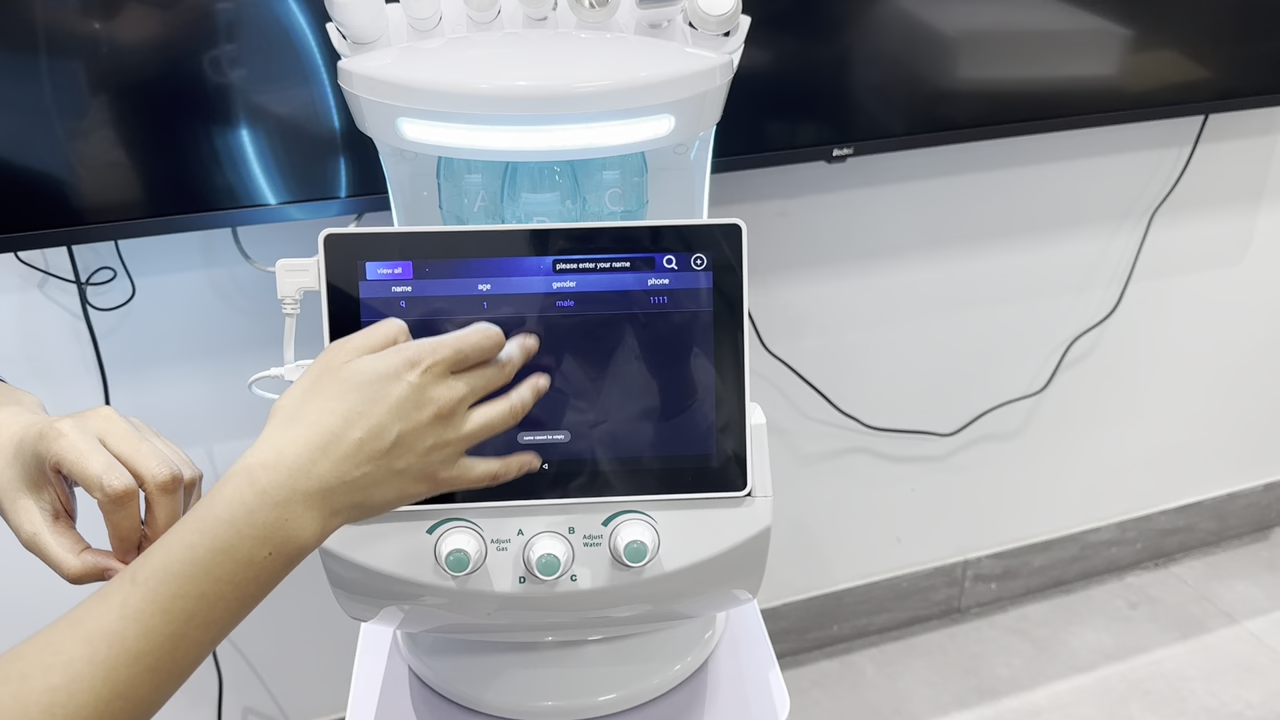 A C
view all please enter your name
name age gender phone
q 1 male 1111
name cannot be empty
Adjust Gas
A B
D C
Adjust Water